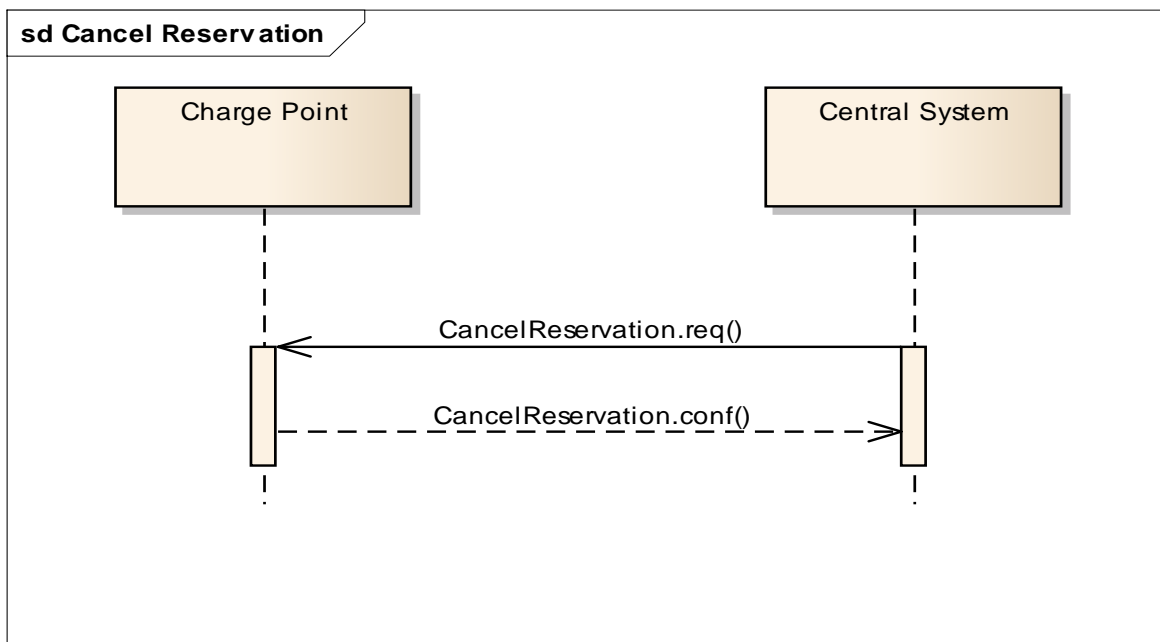 sd Cancel Reservation
Charge Point
Central System
CancelReservation.req()
CancelReservation.conf()